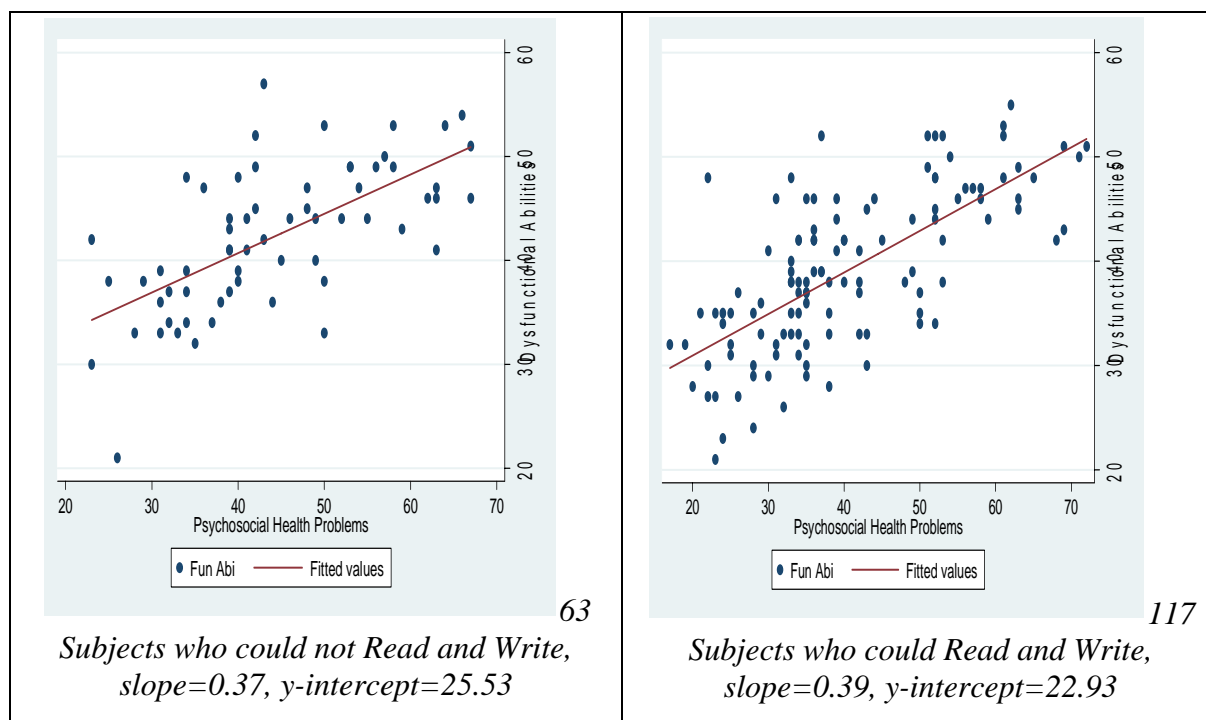 60
50
40
30
20
Dysfunctional Abilities
20 30 40 50 60 70
Psychosocial Health Problems
Fun Abi Fitted values
63
Subjects who could not Read and Write,
slope=0.37, y-intercept=25.53
60
50
40
30
20
Dysfunctional Abilities
20 30 40 50 60 70
Psychosocial Health Problems
Fun Abi Fitted values
117
Subjects who could Read and Write,
slope=0.39, y-intercept=22.93